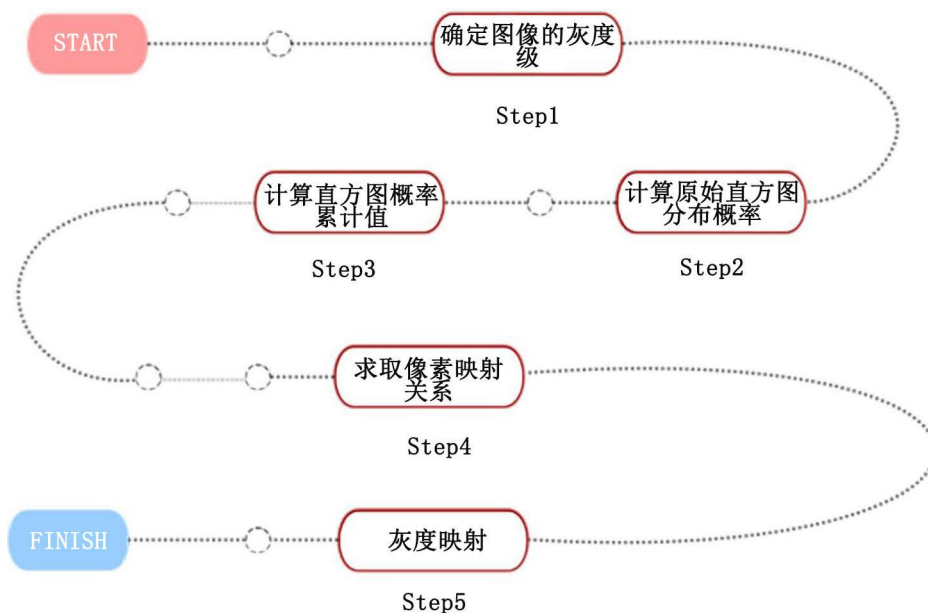 START
确定图像的灰度
级
Step1
计算原始直方图
分布概率
Step2
计算直方图概率
累计值
Step3
求取像素映射
关系
Step4
灰度映射
Step5
FINISH